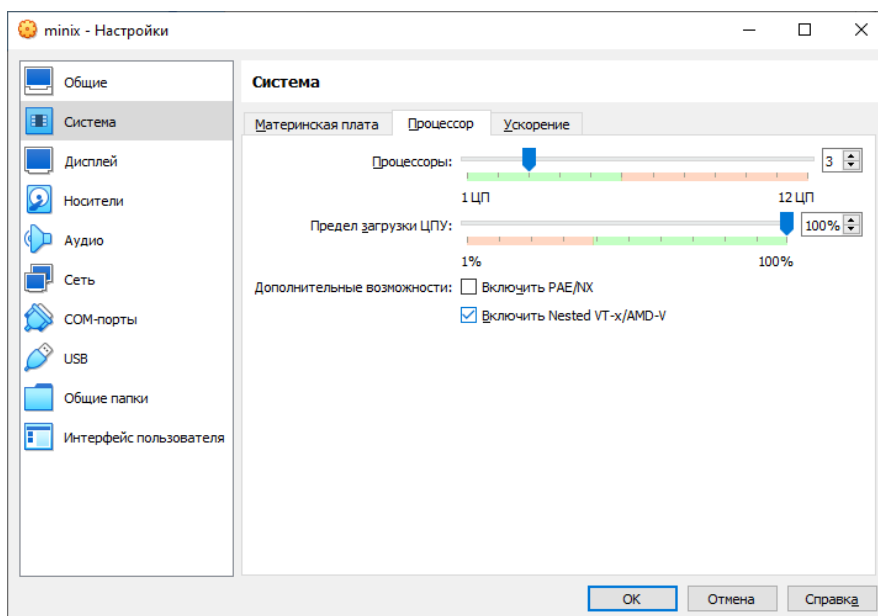 minix - Настройки
Общие
Система
Дисплей
Носители
Аудио
Сеть
COM-порты
USB
Общие папки
Интерфейс пользователя
Система
Материнская плата Процессор Ускорение
Процессоры: 3
1 ЦП 12 ЦП
Предел загрузки ЦПУ: 100%
1% 100%
Дополнительные возможности: Включить PAE/NX
Включить Nested VT-x/AMD-V
OK Отмена Справка